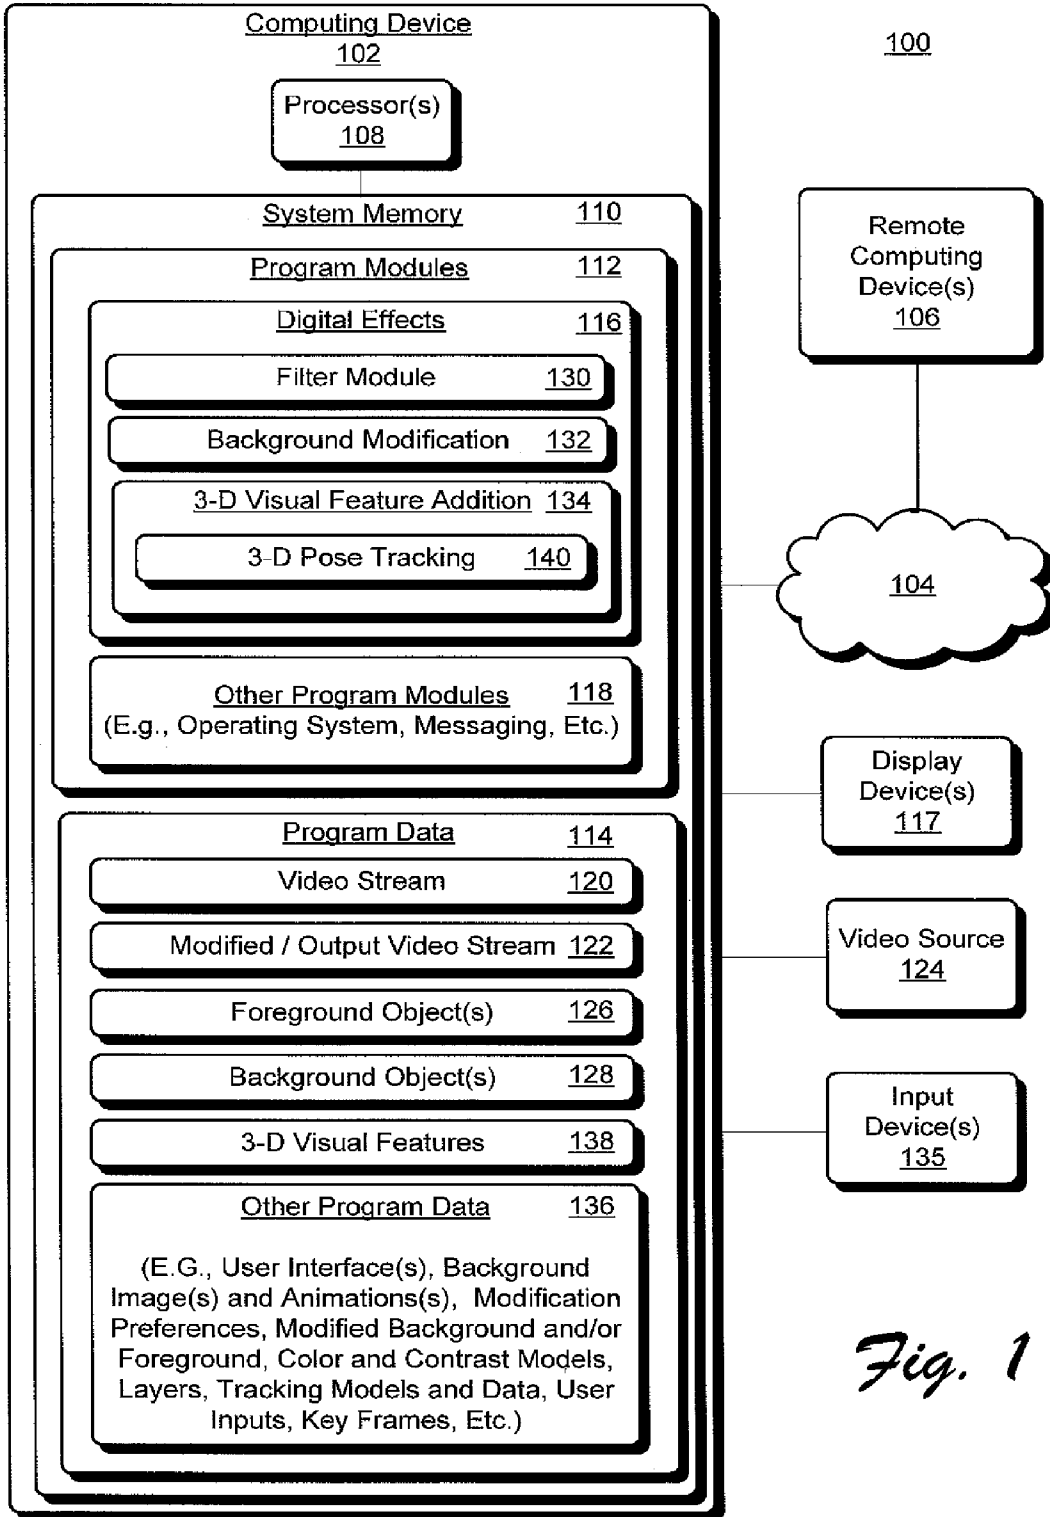 Computing Device
102
100
Processor(s)
108
System Memory 110
Program Modules 112
Digital Effects 116
Filter Module 130
Background Modification 132
3-D Visual Feature Addition 134
3-D Pose Tracking 140
Other Program Modules 118
(E.g., Operating System, Messaging, Etc.)
Program Data 114
Video Stream 120
Modified / Output Video Stream 122
Foreground Object(s) 126
Background Object(s) 128
3-D Visual Features 138
Other Program Data 136
(E.G., User Interface(s), Background
Image(s) and Animations(s), Modification
Preferences, Modified Background and/or
Foreground, Color and Contrast Models,
Layers, Tracking Models and Data, User
Inputs, Key Frames, Etc.)
Remote
Computing
Device(s)
106
104
Display
Device(s)
117
Video Source
124
Input
Device(s)
135
Fig. 1